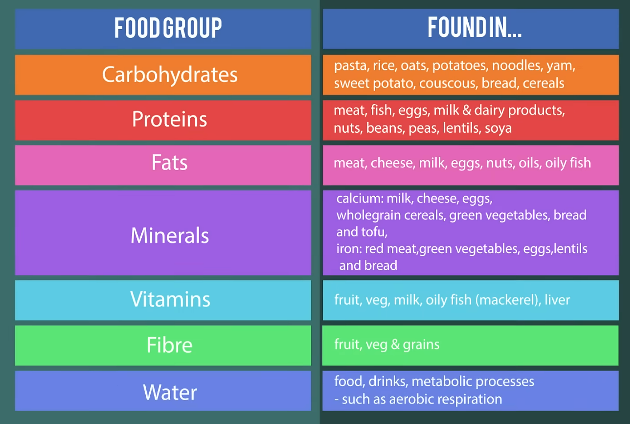 FOOD GROUP
FOUND IN...
Carbohydrates
pasta, rice, oats, potatoes, noodles, yam,
sweet potato, couscous, bread, cereals
Proteins
meat, fish, eggs, milk & dairy products,
nuts, beans, peas, lentils, soya
Fats
meat, cheese, milk, eggs, nuts, oils, oily fish
Minerals
calcium: milk, cheese, eggs,
wholegrain cereals, green vegetables, bread
and tofu,
iron: red meat,green vegetables, eggs,lentils
and bread
Vitamins
fruit, veg, milk, oily fish (mackerel), liver
Fibre
fruit, veg & grains
Water
food, drinks, metabolic processes
- such as aerobic respiration